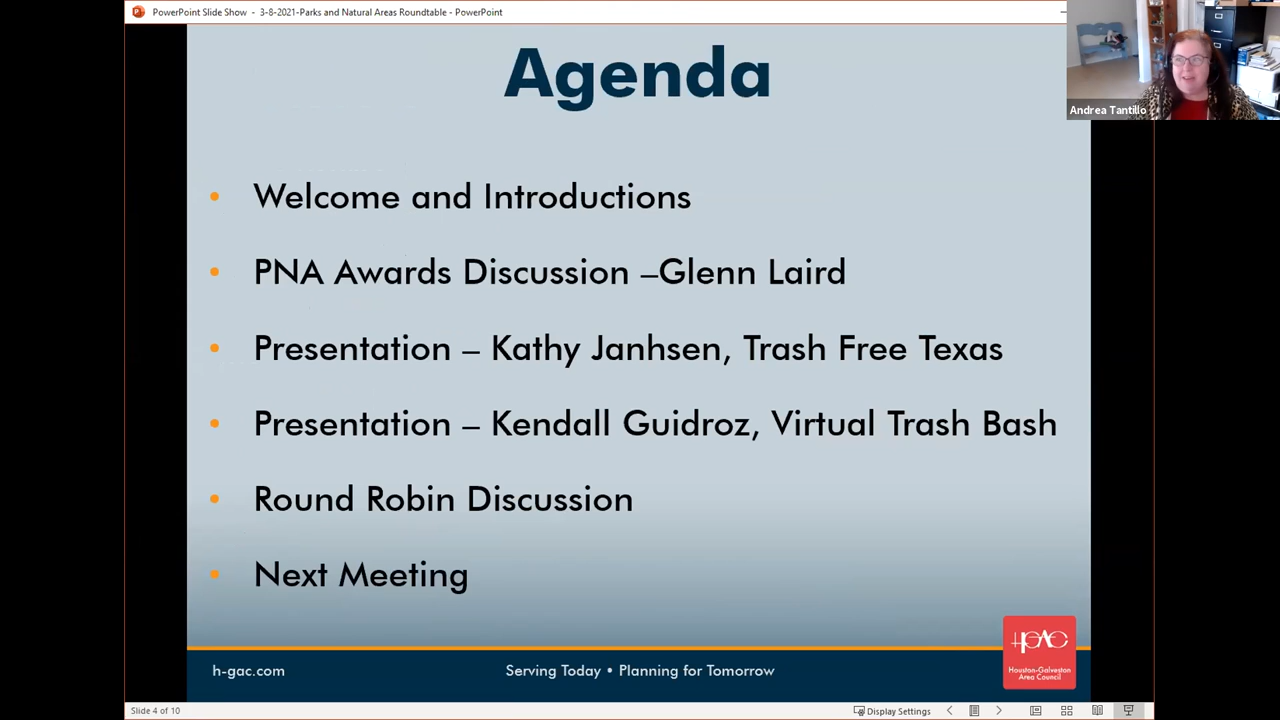 PowerPoint Slide Show - 3-8-2021-Parks and Natural Areas Roundtable - PowerPoint
Andrea Tantillo
Agenda
• Welcome and Introductions
• PNA Awards Discussion –Glenn Laird
• Presentation – Kathy Janhsen, Trash Free Texas
• Presentation – Kendall Guidroz, Virtual Trash Bash
• Round Robin Discussion
• Next Meeting
h-gac.com
Serving Today • Planning for Tomorrow
HGAC
Houston-Galveston
Area Council
Slide 4 of 10
Display Settings